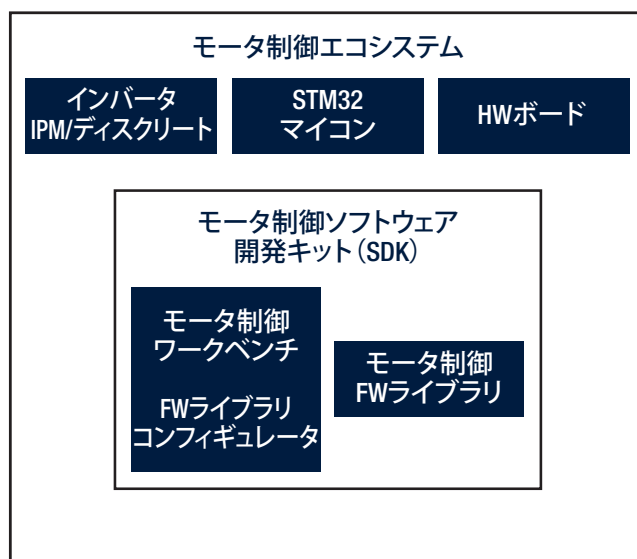 モータ制御エコシステム
インバータ
IPM/ディスクリート
STM32
マイコン
HWボード
モータ制御ソフトウェア
開発キット（SDK）
モータ制御
ワークベンチ
FWライブラリ
コンフィギュレータ
モータ制御
FWライブラリ